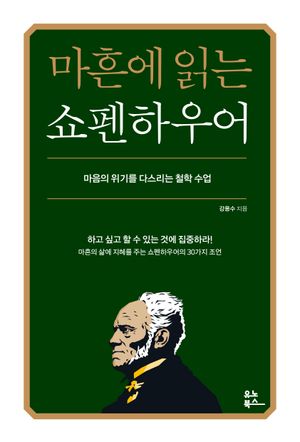 마흔에 읽는
쇼펜하우어
마음의 위기를 다스리는 철학 수업
강용수 지음
하고 싶고 할 수 있는 것에 집중하라!
마흔의 삶에 지혜를 주는 쇼펜하우어의 30가지 조언
유노
북스